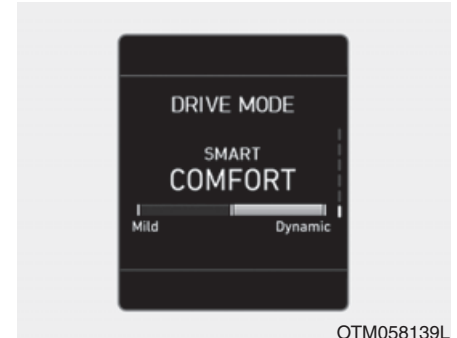 DRIVE MODE
SMART
COMFORT
Mild Dynamic
OTM058139L